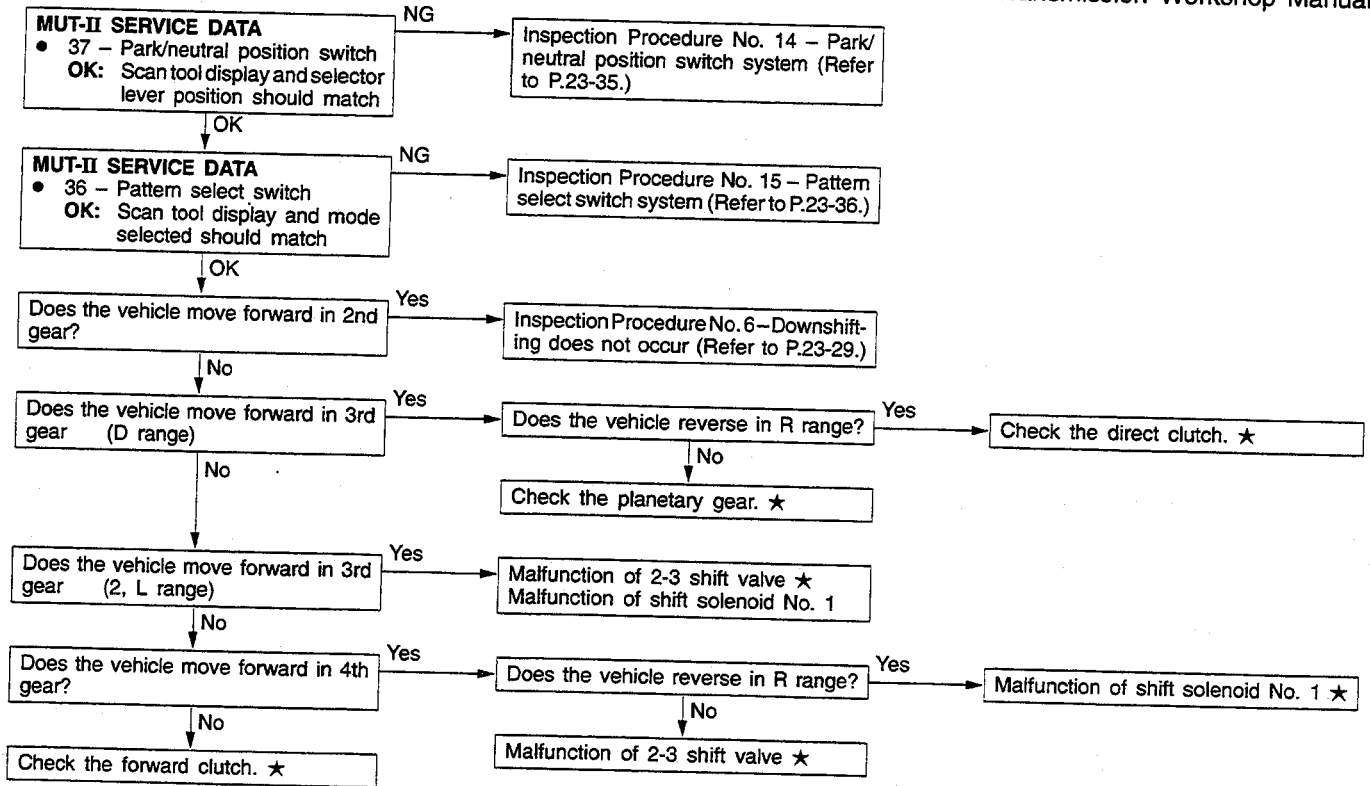 Transmission Workshop Manual
MUT-II SERVICE DATA
● 37 – Park/neutral position switch
OK: Scan tool display and selector
lever position should match
NG
Inspection Procedure No. 14 – Park/
neutral position switch system (Refer
to P.23-35.)
OK
MUT-II SERVICE DATA
● 36 – Pattern select switch
OK: Scan tool display and mode
selected should match
NG
Inspection Procedure No. 15 – Pattern
select switch system (Refer to P.23-36.)
OK
Does the vehicle move forward in 2nd
gear?
Yes
Inspection Procedure No. 6 – Downshift-
ing does not occur (Refer to P.23-29.)
No
Does the vehicle move forward in 3rd
gear (D range)
Yes
Does the vehicle reverse in R range?
Yes
Check the direct clutch. ★
No
Check the planetary gear. ★
No
Does the vehicle move forward in 3rd
gear (2, L range)
Yes
Malfunction of 2-3 shift valve ★
Malfunction of shift solenoid No. 1
No
Does the vehicle move forward in 4th
gear?
Yes
Does the vehicle reverse in R range?
Yes
Malfunction of shift solenoid No. 1 ★
No
Malfunction of 2-3 shift valve ★
No
Check the forward clutch. ★